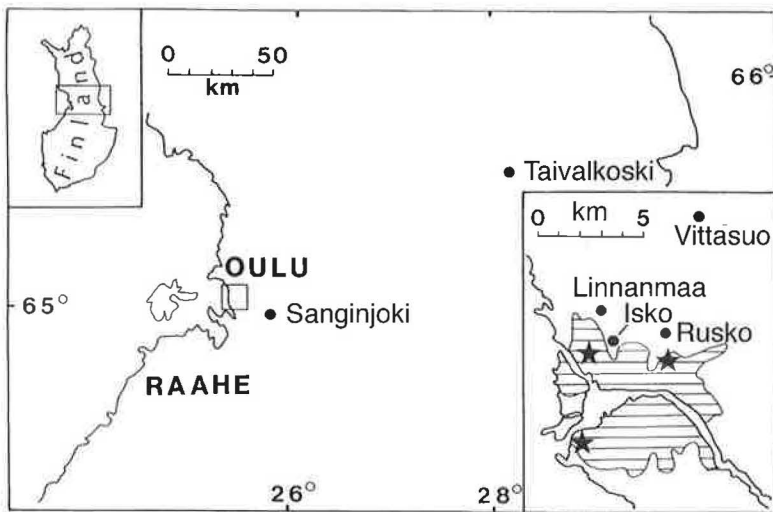 Finland
0 50
km
66°
Taivalkoski
0 km 5
Vittasuo
OULU
Linnanmaa
Isko
65°
Sanginjoki
Rusko
RAAHE
26°
28°